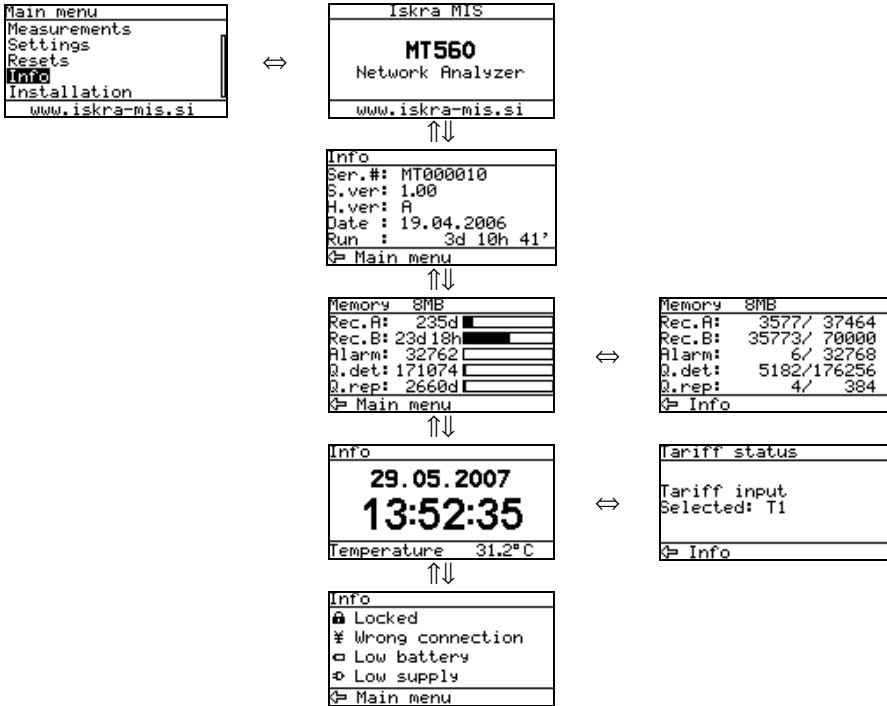 Main menu
Measurements
Settings
Resets
Info
Installation
www.iskra-mis.si
⇔
Iskra MIS
MT560
Network Analyzer
www.iskra-mis.si
⇑⇓
Info
Ser.#: MT000010
S.ver: 1.00
H.ver: A
Date : 19.04.2006
Run : 3d 10h 41'
⇦ Main menu
⇑⇓
Memory 8MB
Rec.A: 235d
Rec.B: 23d 18h
Alarm: 32762
Q.det: 171074
Q.rep: 2660d
⇦ Main menu
⇔
Memory 8MB
Rec.A: 3577/ 37464
Rec.B: 35773/ 70000
Alarm: 6/ 32768
Q.det: 5182/176256
Q.rep: 4/ 384
⇦ Info
⇑⇓
Info
29.05.2007
13:52:35
Temperature 31.2°C
⇔
Tariff status
Tariff input
Selected: T1
⇦ Info
⇑⇓
Info
Locked
Wrong connection
Low battery
Low supply
⇦ Main menu